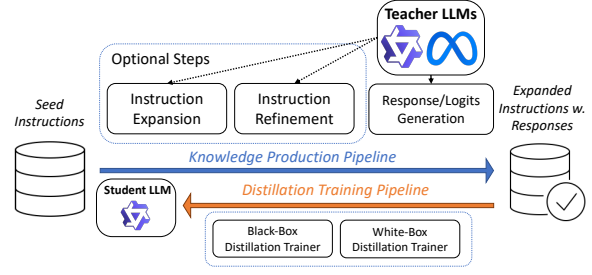 Teacher LLMs
Optional Steps
Instruction
Expansion
Instruction
Refinement
Response/Logits
Generation
Seed
Instructions
Expanded
Instructions w.
Responses
Knowledge Production Pipeline
Distillation Training Pipeline
Student LLM
Black-Box
Distillation Trainer
White-Box
Distillation Trainer